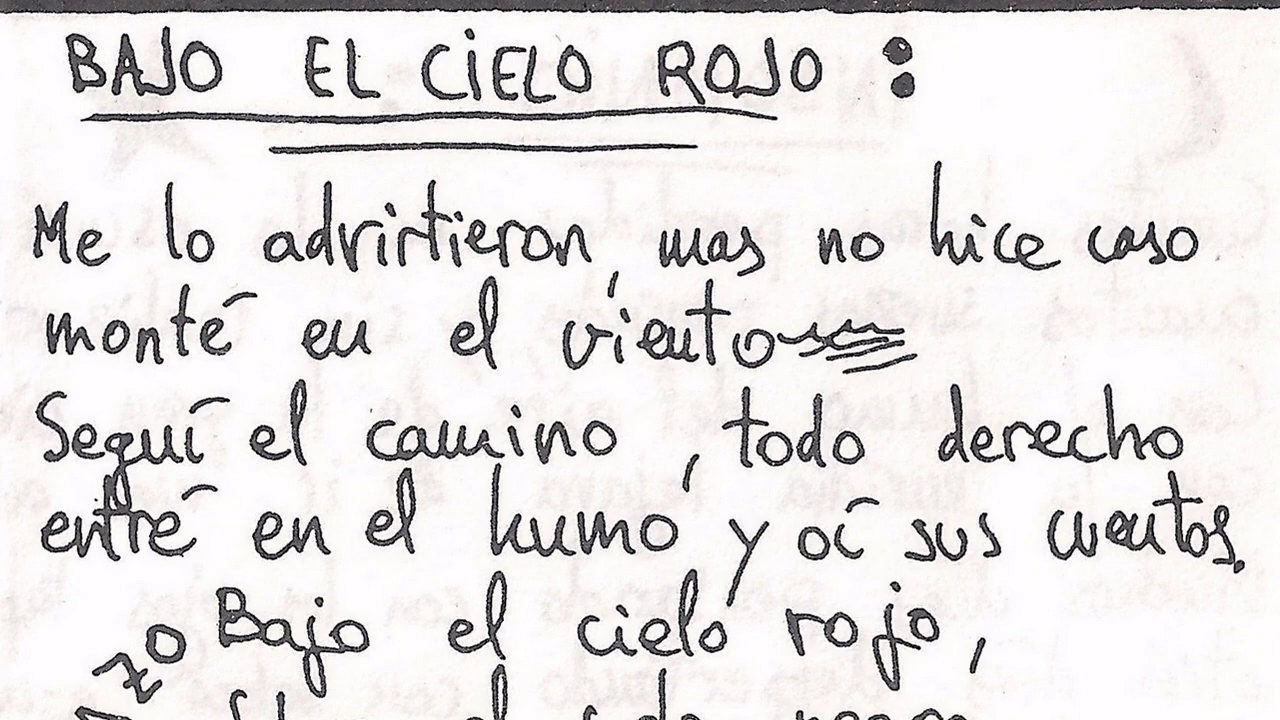 BAJO EL CIELO ROJO :
Me lo advirtieron, mas no hice caso
monté en el viento
Seguí el camino, todo derecho
entré en el humo y oí sus cuentos.
Bajo el cielo rojo,